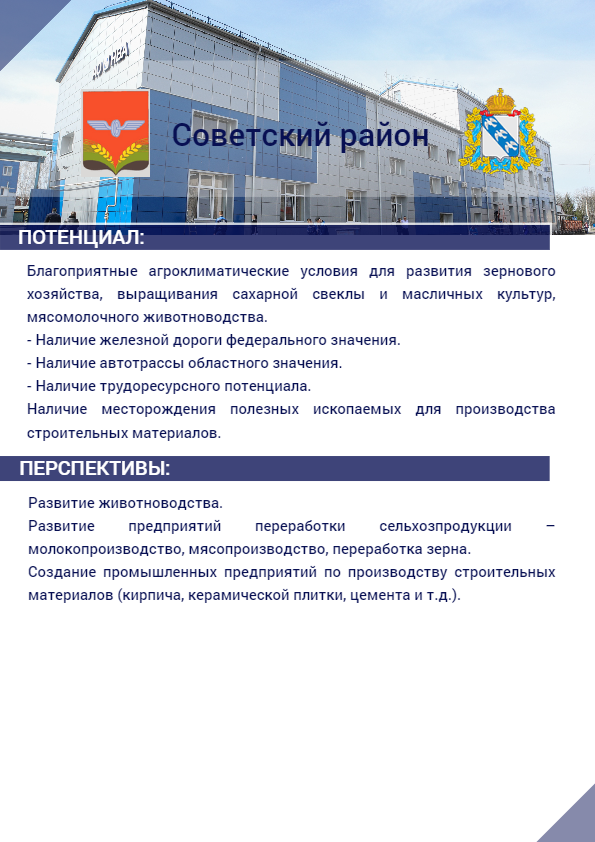 Советский район
ПОТЕНЦИАЛ:
Благоприятные агроклиматические условия для развития зернового
хозяйства, выращивания сахарной свеклы и масличных культур,
мясомолочного животноводства.
- Наличие железной дороги федерального значения.
- Наличие автотрассы областного значения.
- Наличие трудоресурсного потенциала.
Наличие месторождения полезных ископаемых для производства
строительных материалов.
ПЕРСПЕКТИВЫ:
Развитие животноводства.
Развитие предприятий переработки сельхозпродукции –
молокопроизводство, мясопроизводство, переработка зерна.
Создание промышленных предприятий по производству строительных
материалов (кирпича, керамической плитки, цемента и т.д.).